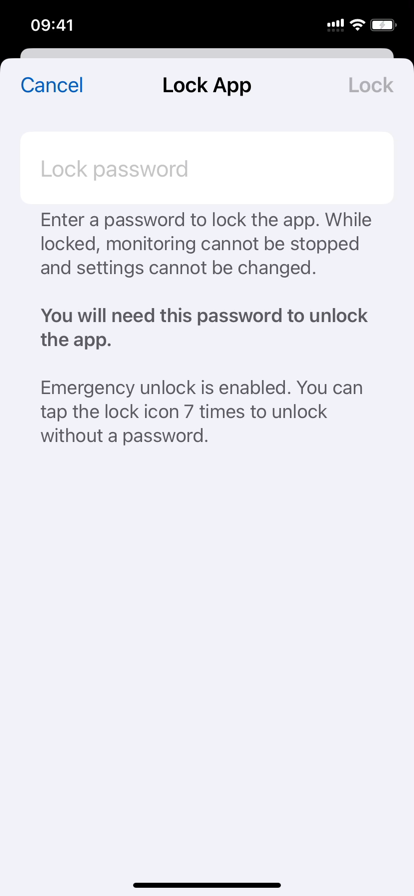 09:41
Cancel
Lock App
Lock
Lock password
Enter a password to lock the app. While
locked, monitoring cannot be stopped
and settings cannot be changed.
You will need this password to unlock
the app.
Emergency unlock is enabled. You can
tap the lock icon 7 times to unlock
without a password.